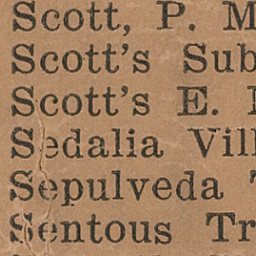 Scott, P. M
Scott's Sub
Scott's E.
Sedalia Vill
Sepulveda
Sentous Tr